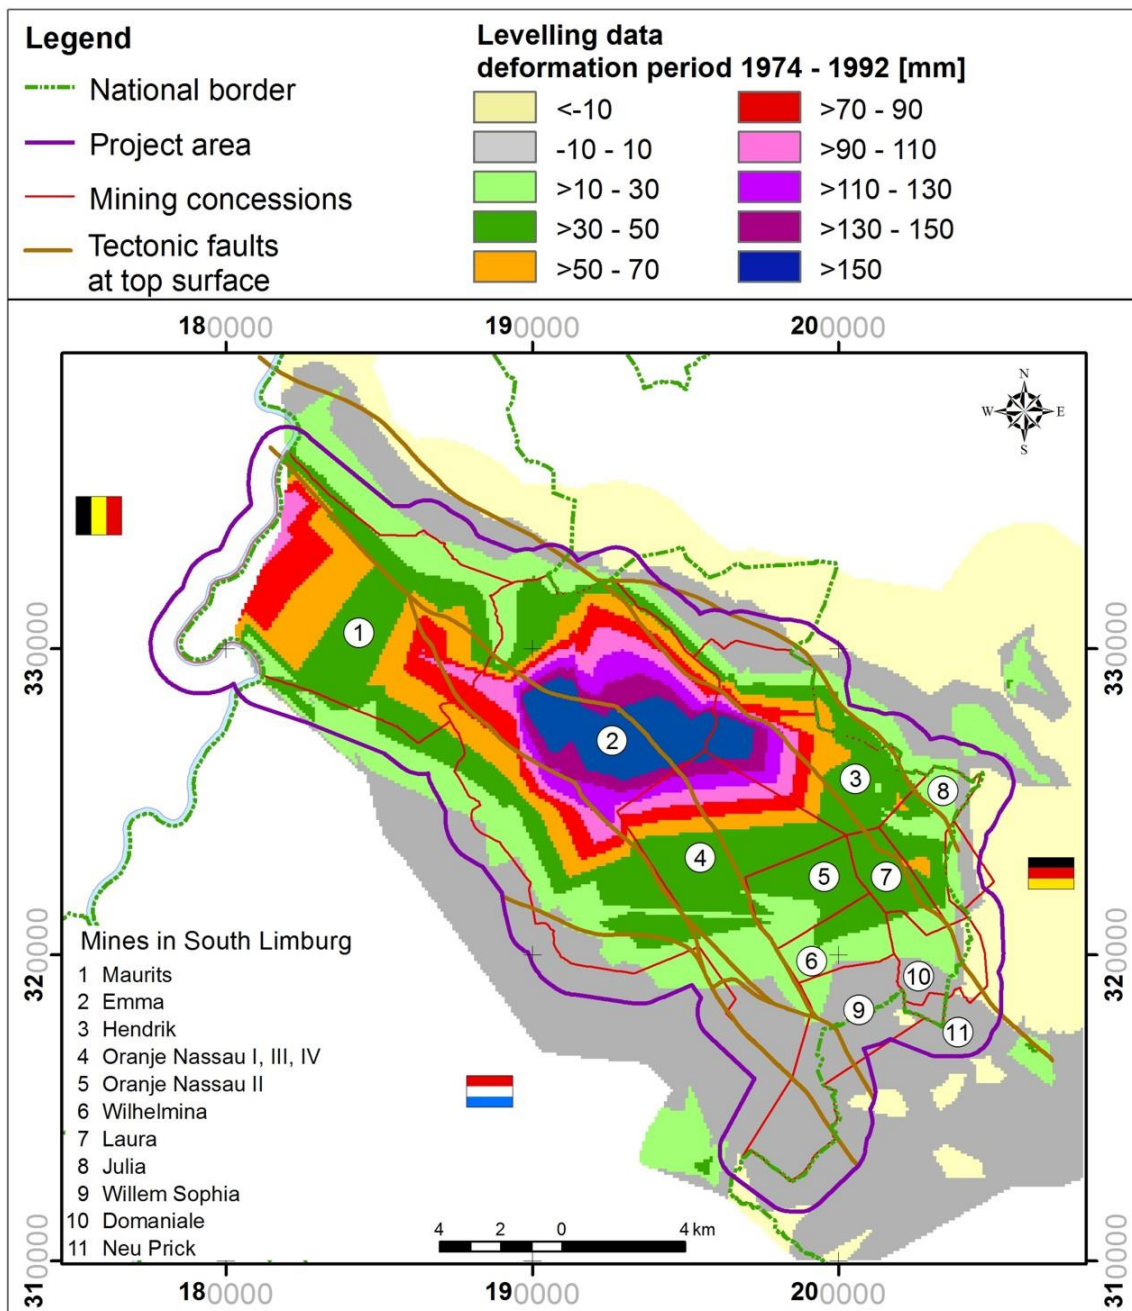 Legend
National border
Project area
Mining concessions
Tectonic faults
at top surface
Levelling data
deformation period 1974 - 1992 [mm]
<-10
-10 - 10
>10 - 30
>30 - 50
>50 - 70
>70 - 90
>90 - 110
>110 - 130
>130 - 150
>150
180000 190000 200000
N
W E
S
330000 330000
320000 320000
310000 310000
1
2
3
4
5
6
7
8
9
10
11
Mines in South Limburg
1 Maurits
2 Emma
3 Hendrik
4 Oranje Nassau I, III, IV
5 Oranje Nassau II
6 Wilhelmina
7 Laura
8 Julia
9 Willem Sophia
10 Domaniale
11 Neu Prick
4 2 0 4 km
180000 190000 200000